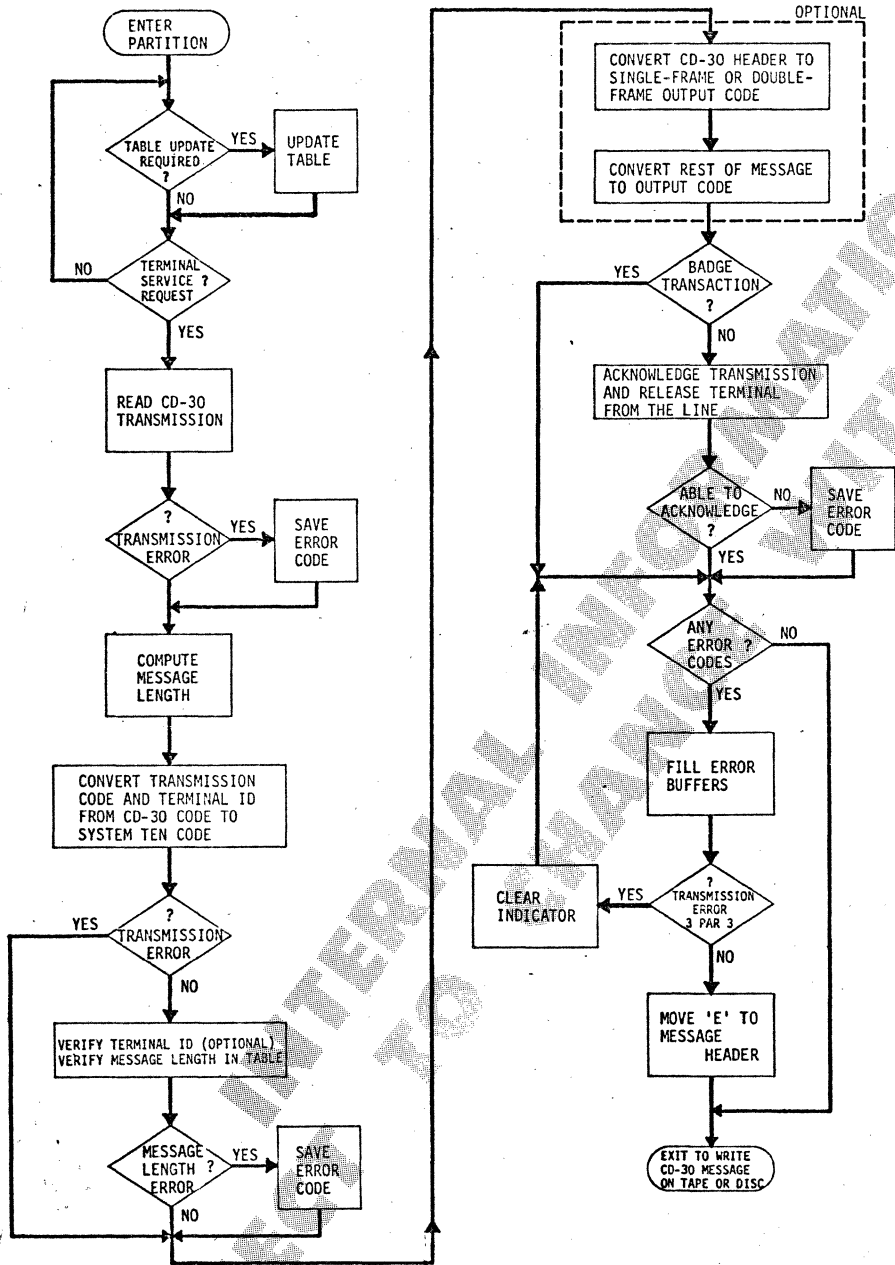 ENTER
PARTITION
TABLE UPDATE
REQUIRED
?
YES
UPDATE
TABLE
NO
TERMINAL
SERVICE ?
REQUEST
NO
YES
READ CD-30
TRANSMISSION
?
TRANSMISSION
ERROR
YES
SAVE
ERROR
CODE
COMPUTE
MESSAGE
LENGTH
CONVERT TRANSMISSION
CODE AND TERMINAL ID
FROM CD-30 CODE TO
SYSTEM TEN CODE
?
TRANSMISSION
ERROR
YES
NO
VERIFY TERMINAL ID (OPTIONAL)
VERIFY MESSAGE LENGTH IN TABLE
MESSAGE
LENGTH ?
ERROR
YES
SAVE
ERROR
CODE
NO
OPTIONAL
CONVERT CD-30 HEADER TO
SINGLE-FRAME OR DOUBLE-
FRAME OUTPUT CODE
CONVERT REST OF MESSAGE
TO OUTPUT CODE
BADGE
TRANSACTION
?
YES
NO
ACKNOWLEDGE TRANSMISSION
AND RELEASE TERMINAL
FROM THE LINE
ABLE TO
ACKNOWLEDGE
?
NO
SAVE
ERROR
CODE
YES
ANY
ERROR ?
CODES
NO
YES
FILL ERROR
BUFFERS
?
TRANSMISSION
ERROR
3 PAR 3
YES
CLEAR
INDICATOR
NO
MOVE 'E' TO
MESSAGE
HEADER
EXIT TO WRITE
CD-30 MESSAGE
ON TAPE OR DISC
INTERNAL INFORMATIO
TO CHANGE WIT
ECT